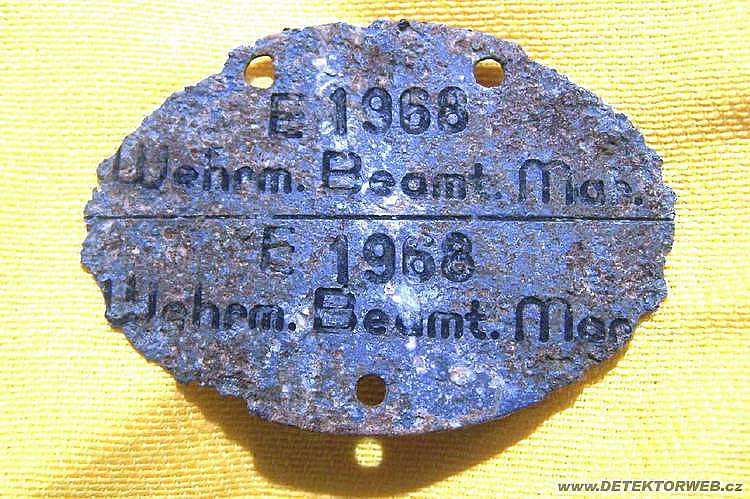 E 1968
Wehrm. Beamt. Mar.
E 1968
Wehrm. Beamt. Mar
www.DETEKTORWEB.cz